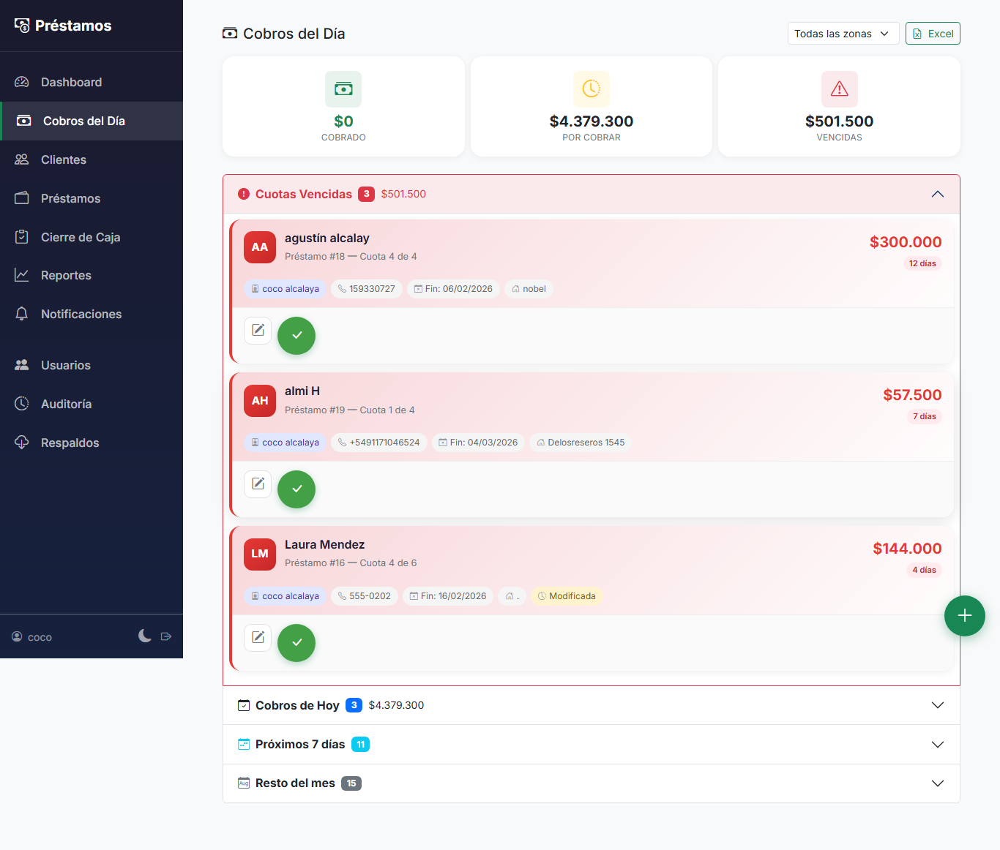 Préstamos
Dashboard
Cobros del Día
Clientes
Préstamos
Cierre de Caja
Reportes
Notificaciones
Usuarios
Auditoría
Respaldos
coco
Cobros del Día
Todas las zonas
Excel
$0
COBRADO
$4.379.300
POR COBRAR
$501.500
VENCIDAS
Cuotas Vencidas 3 $501.500
AA
agustín alcalay
Préstamo #18 — Cuota 4 de 4
$300.000
12 días
coco alcalaya 159330727 Fin: 06/02/2026 nobel
AH
almi H
Préstamo #19 — Cuota 1 de 4
$57.500
7 días
coco alcalaya +5491171046524 Fin: 04/03/2026 Delosreseros 1545
LM
Laura Mendez
Préstamo #16 — Cuota 4 de 6
$144.000
4 días
coco alcalaya 555-0202 Fin: 16/02/2026 . Modificada
Cobros de Hoy 3 $4.379.300
Próximos 7 días 11
Aug
Resto del mes 15